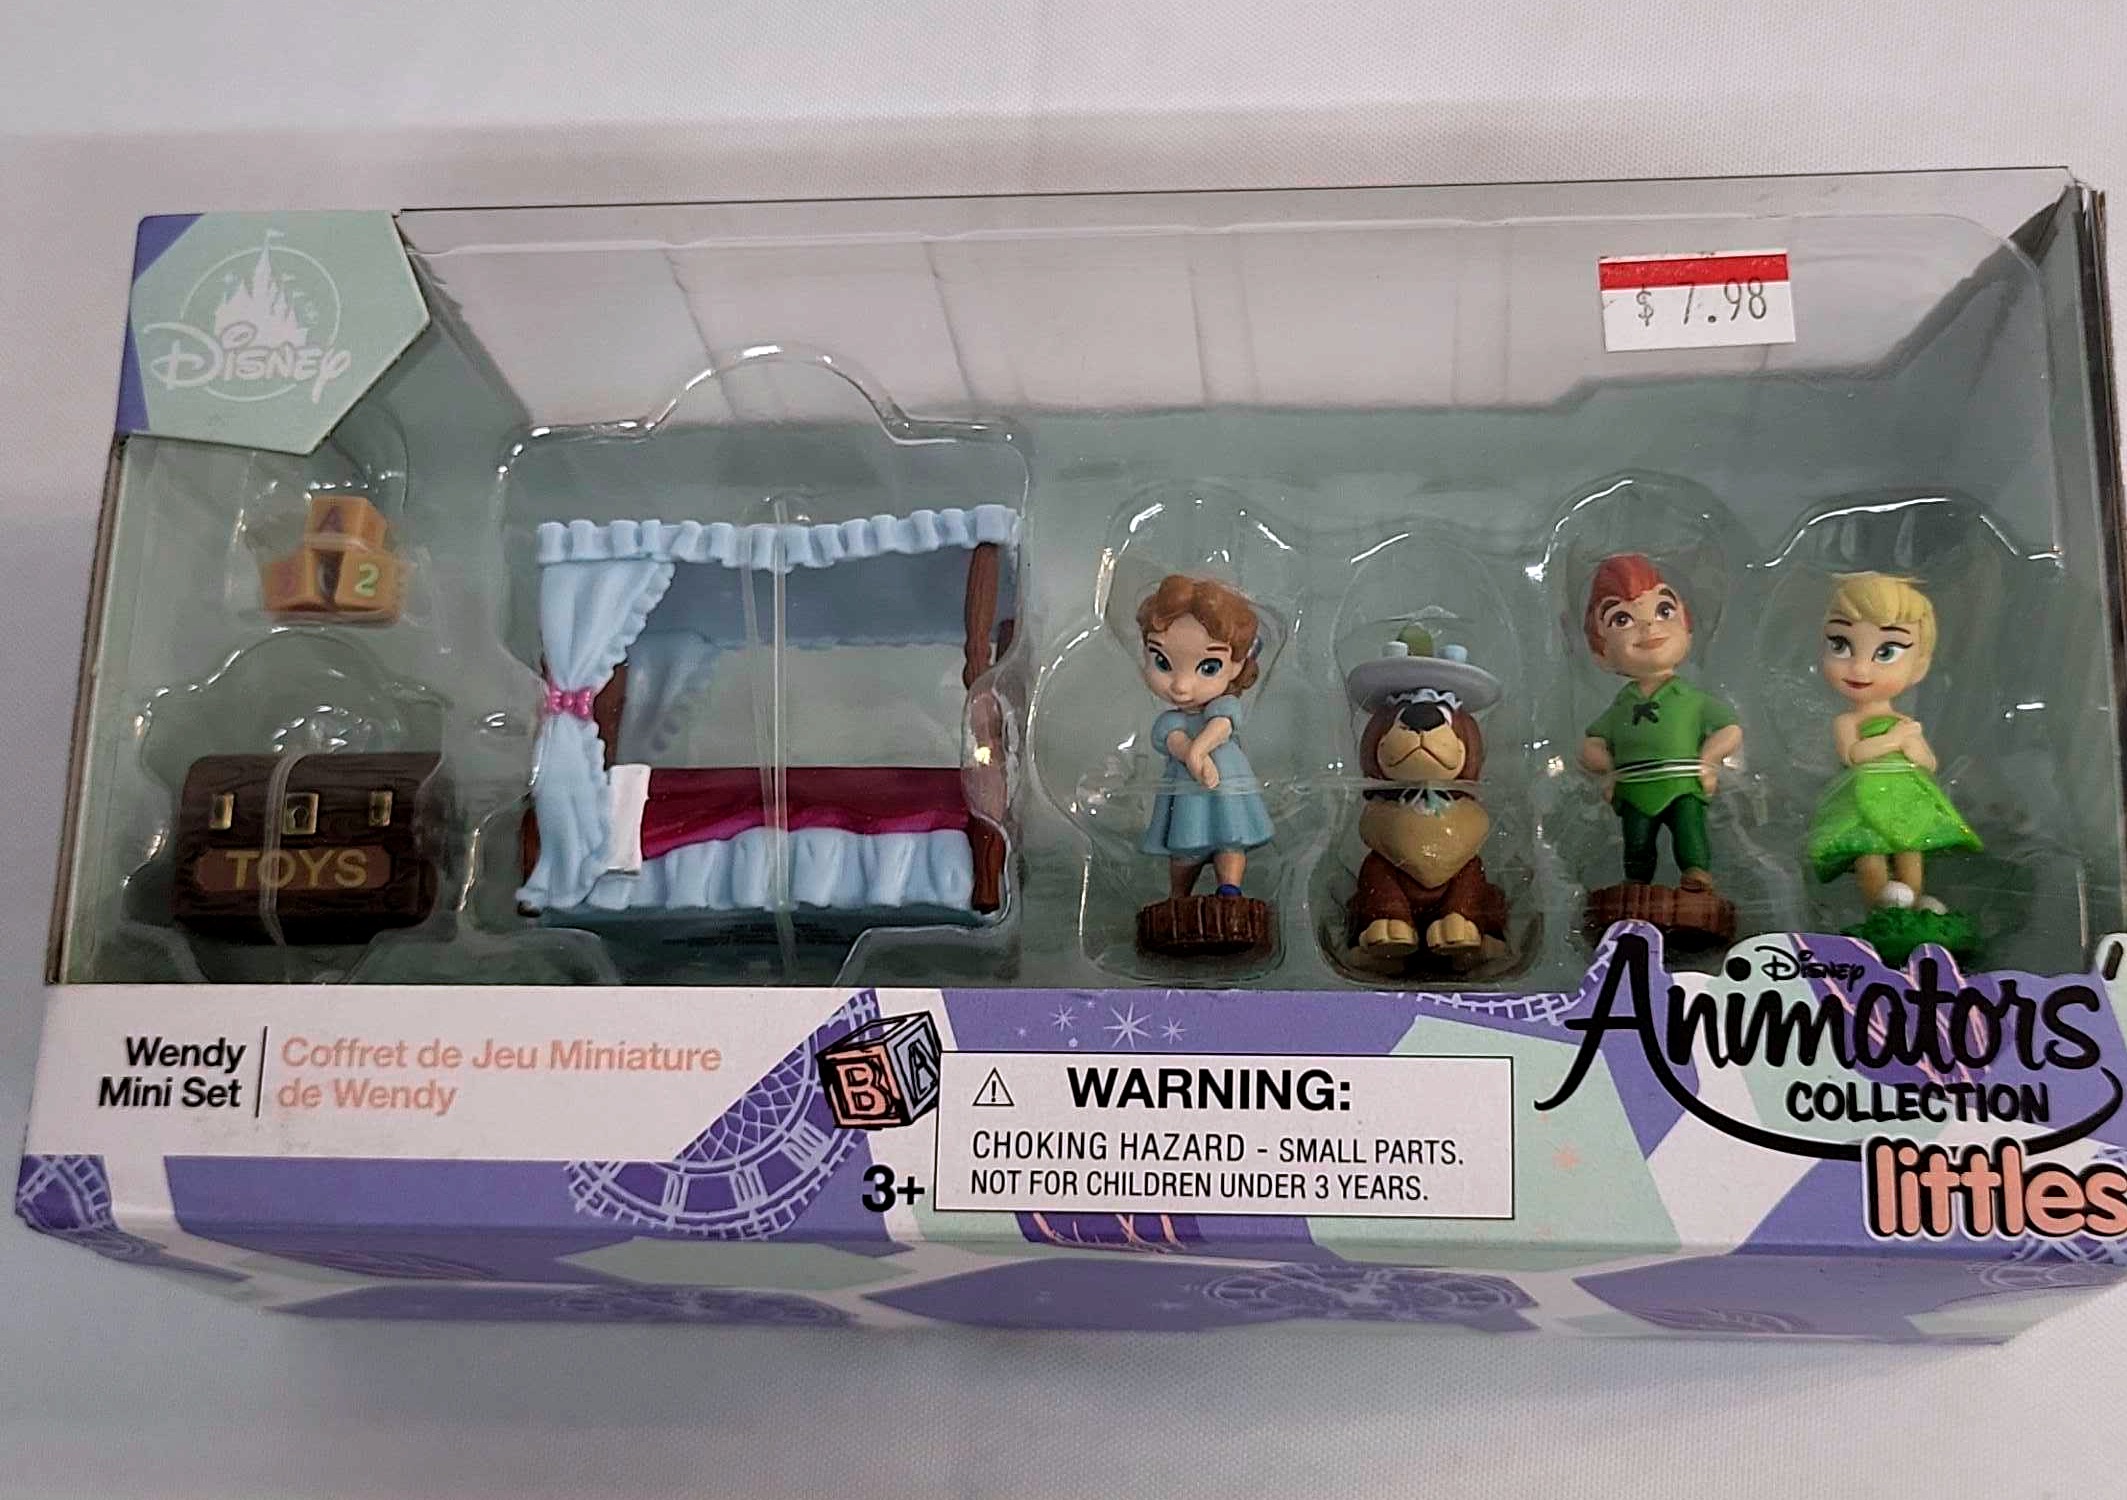 DISNEY
$ 7.98
A
2
TOYS
Wendy
Mini Set
Coffret de Jeu Miniature
de Wendy
B A
3+
WARNING:
CHOKING HAZARD - SMALL PARTS.
NOT FOR CHILDREN UNDER 3 YEARS.
Disney
Animators'
COLLECTION
littles